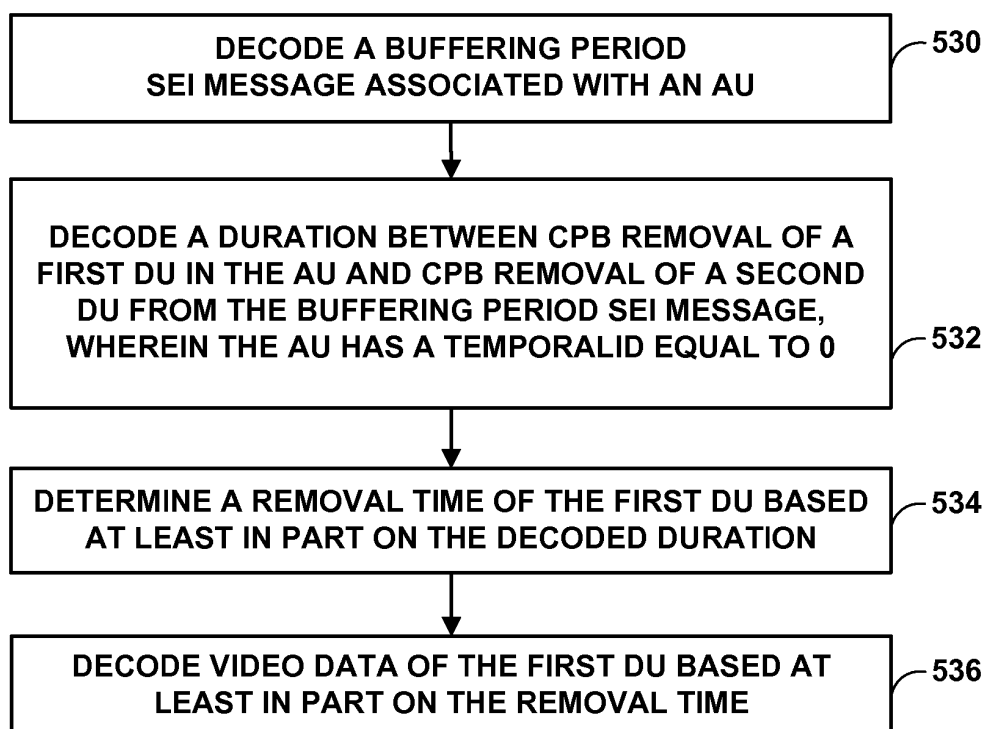 DECODE A BUFFERING PERIOD
SEI MESSAGE ASSOCIATED WITH AN AU
530
DECODE A DURATION BETWEEN CPB REMOVAL OF A
FIRST DU IN THE AU AND CPB REMOVAL OF A SECOND
DU FROM THE BUFFERING PERIOD SEI MESSAGE,
WHEREIN THE AU HAS A TEMPORALID EQUAL TO 0
532
DETERMINE A REMOVAL TIME OF THE FIRST DU BASED
AT LEAST IN PART ON THE DECODED DURATION
534
DECODE VIDEO DATA OF THE FIRST DU BASED AT
LEAST IN PART ON THE REMOVAL TIME
536